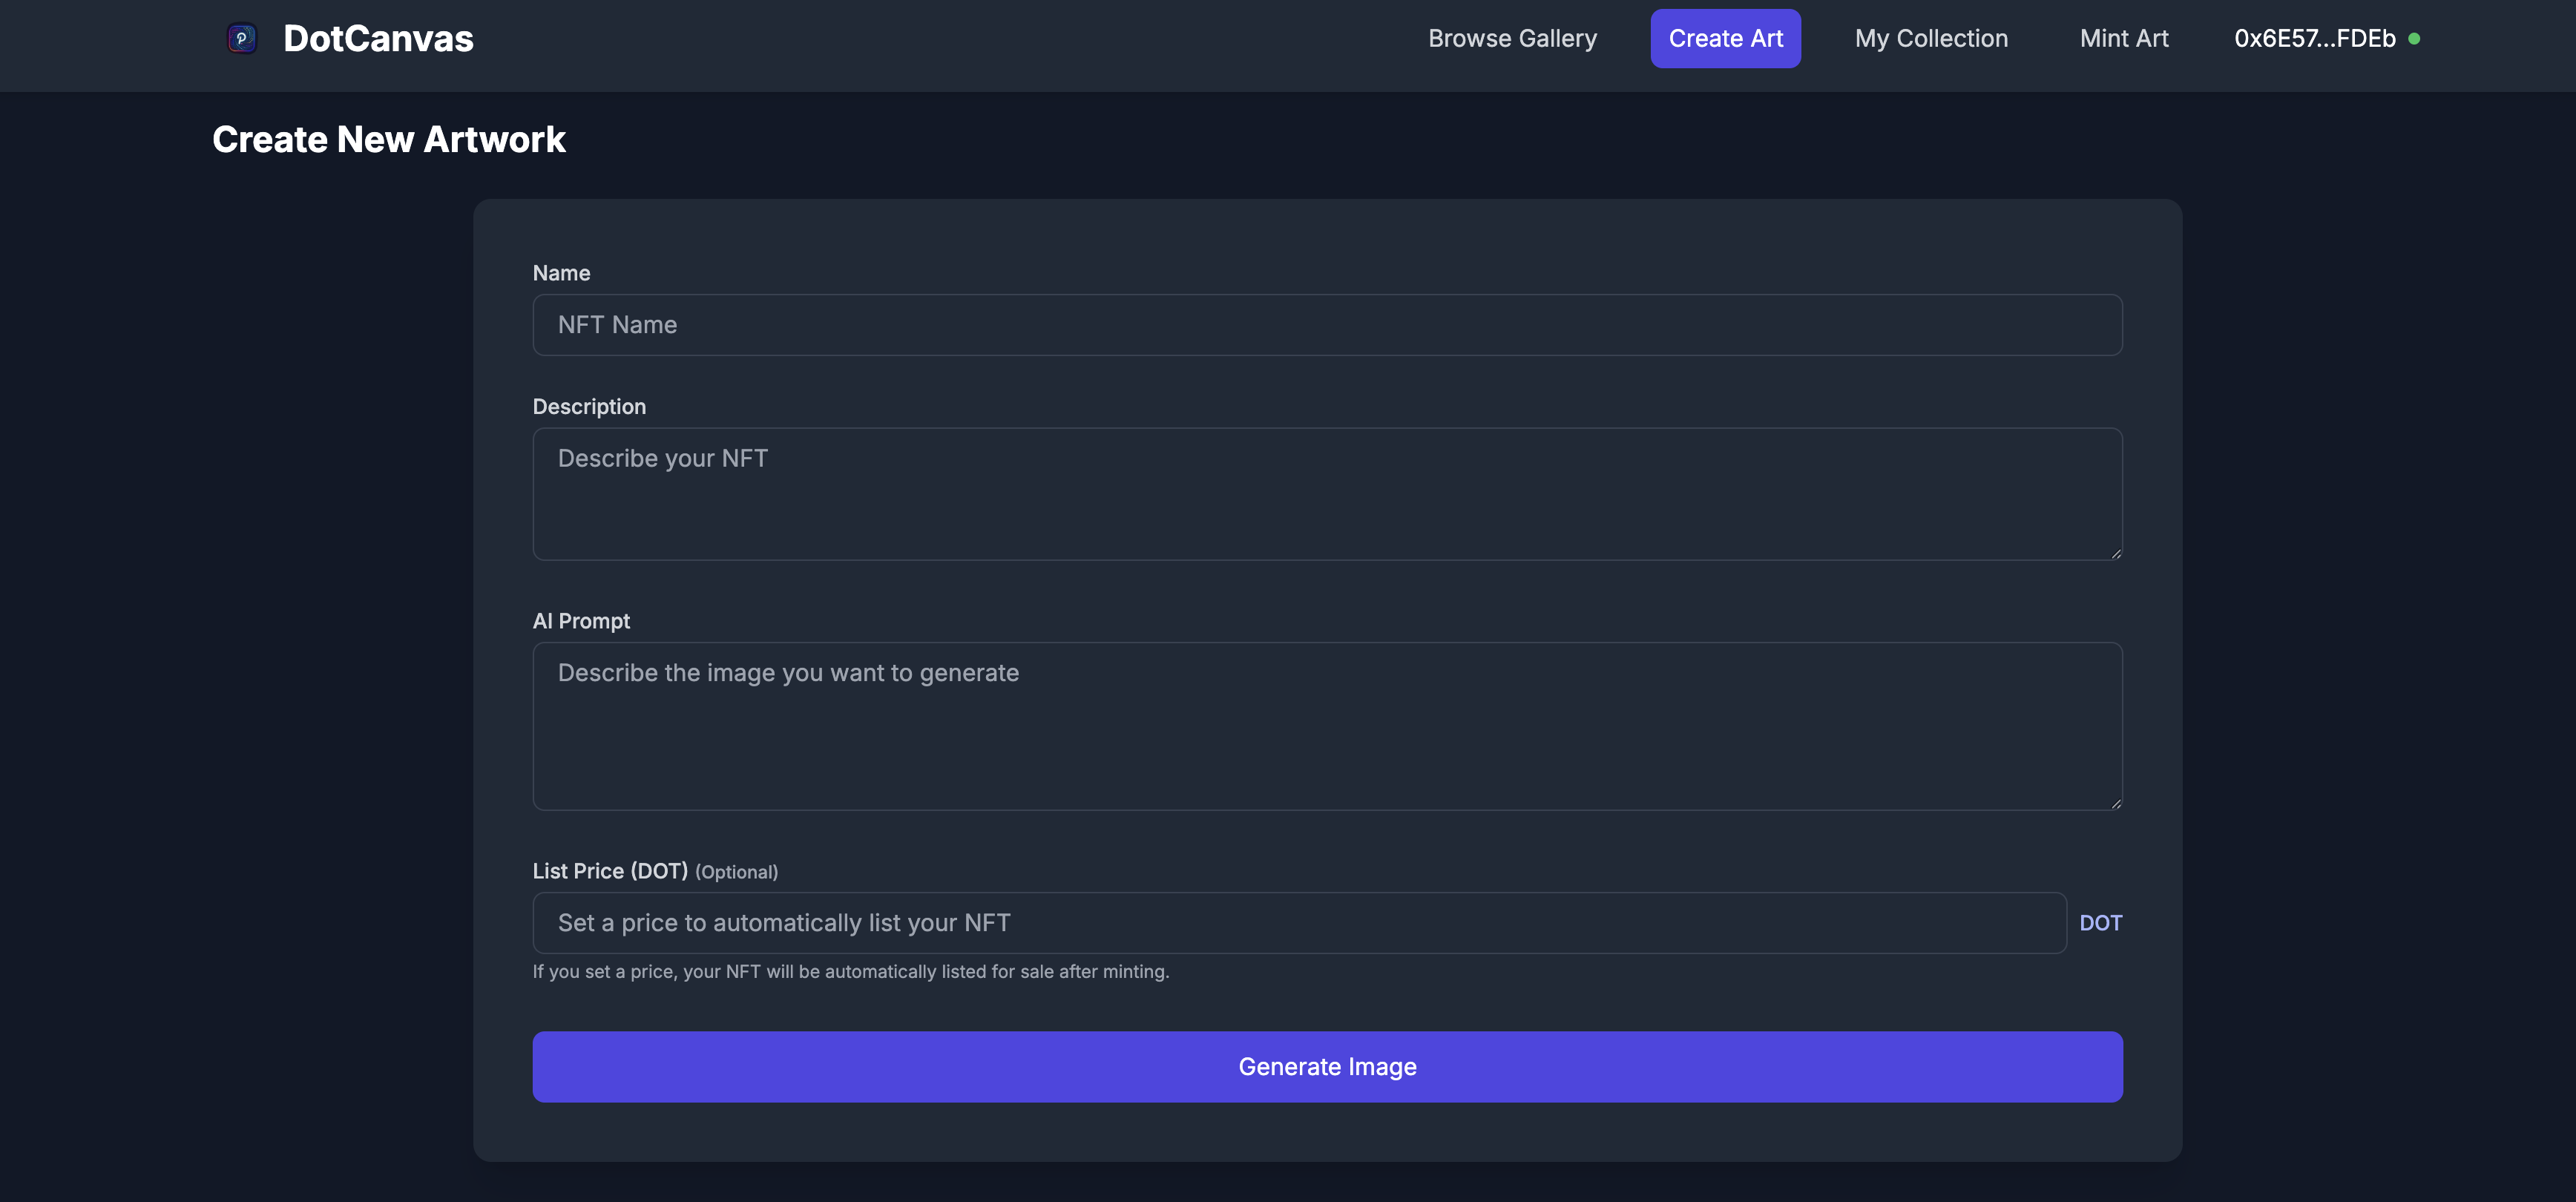 DotCanvas
Browse Gallery
Create Art
My Collection
Mint Art
0x6E57...FDEb
Create New Artwork
Name
NFT Name
Description
Describe your NFT
AI Prompt
Describe the image you want to generate
List Price (DOT) (Optional)
Set a price to automatically list your NFT
DOT
If you set a price, your NFT will be automatically listed for sale after minting.
Generate Image